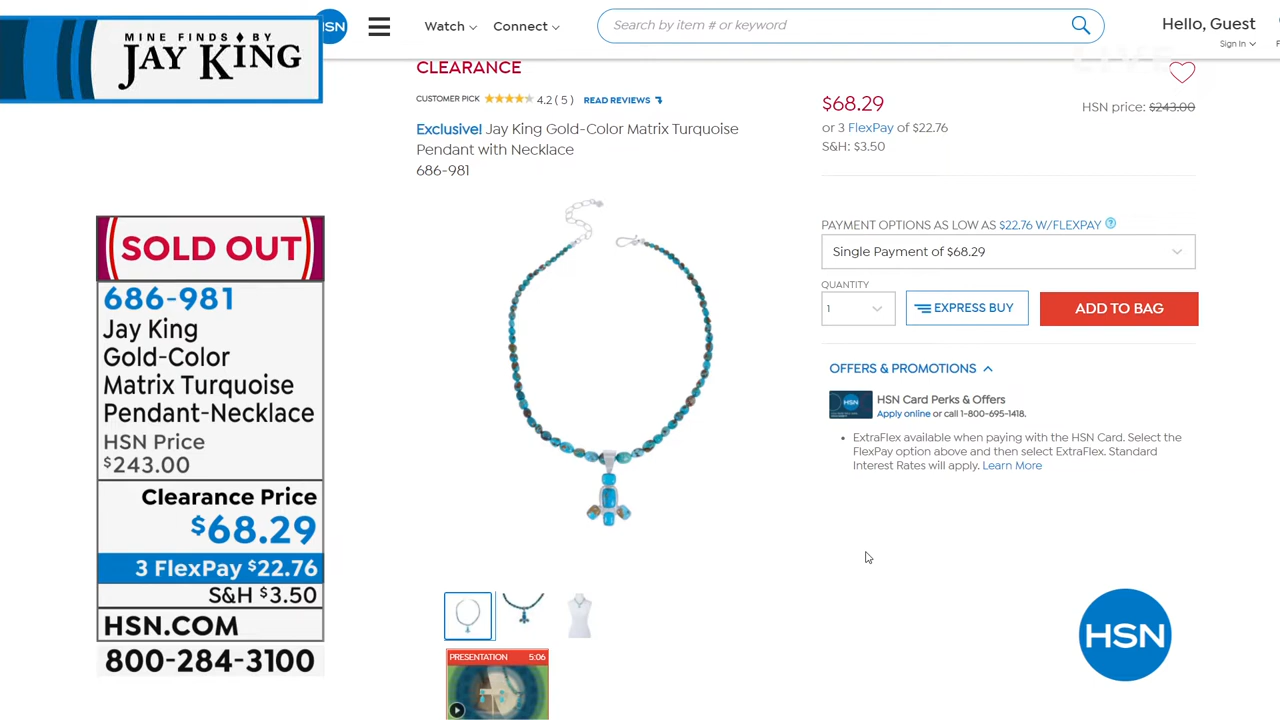 MINE FINDS BY
JAY KING
HSN
Watch
Connect
Search by item # or keyword
Hello, Guest
Sign In
LIVE
CLEARANCE
CUSTOMER PICK 4.2 ( 5 ) READ REVIEWS
Exclusive! Jay King Gold-Color Matrix Turquoise
Pendant with Necklace
686-981
$68.29
HSN price: $243.00
or 3 FlexPay of $22.76
S&H: $3.50
PAYMENT OPTIONS AS LOW AS $22.76 W/FLEXPAY ?
Single Payment of $68.29
QUANTITY
1
EXPRESS BUY
ADD TO BAG
OFFERS & PROMOTIONS
HSN
HSN Card Perks & Offers
Apply online or call 1-800-695-1418.
• ExtraFlex available when paying with the HSN Card. Select the
FlexPay option above and then select ExtraFlex. Standard
Interest Rates will apply. Learn More
SOLD OUT
686-981
Jay King
Gold-Color
Matrix Turquoise
Pendant-Necklace
HSN Price
$243.00
Clearance Price
$68.29
3 FlexPay $22.76
S&H $3.50
HSN.COM
800-284-3100
PRESENTATION 5:06
HSN